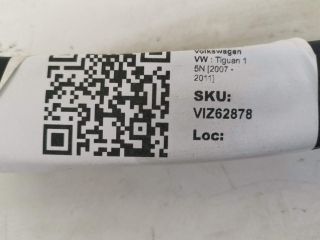 Volkswagen
VW : Tiguan 1
5N [2007 -
2011]
SKU:
VIZ62878
Loc: